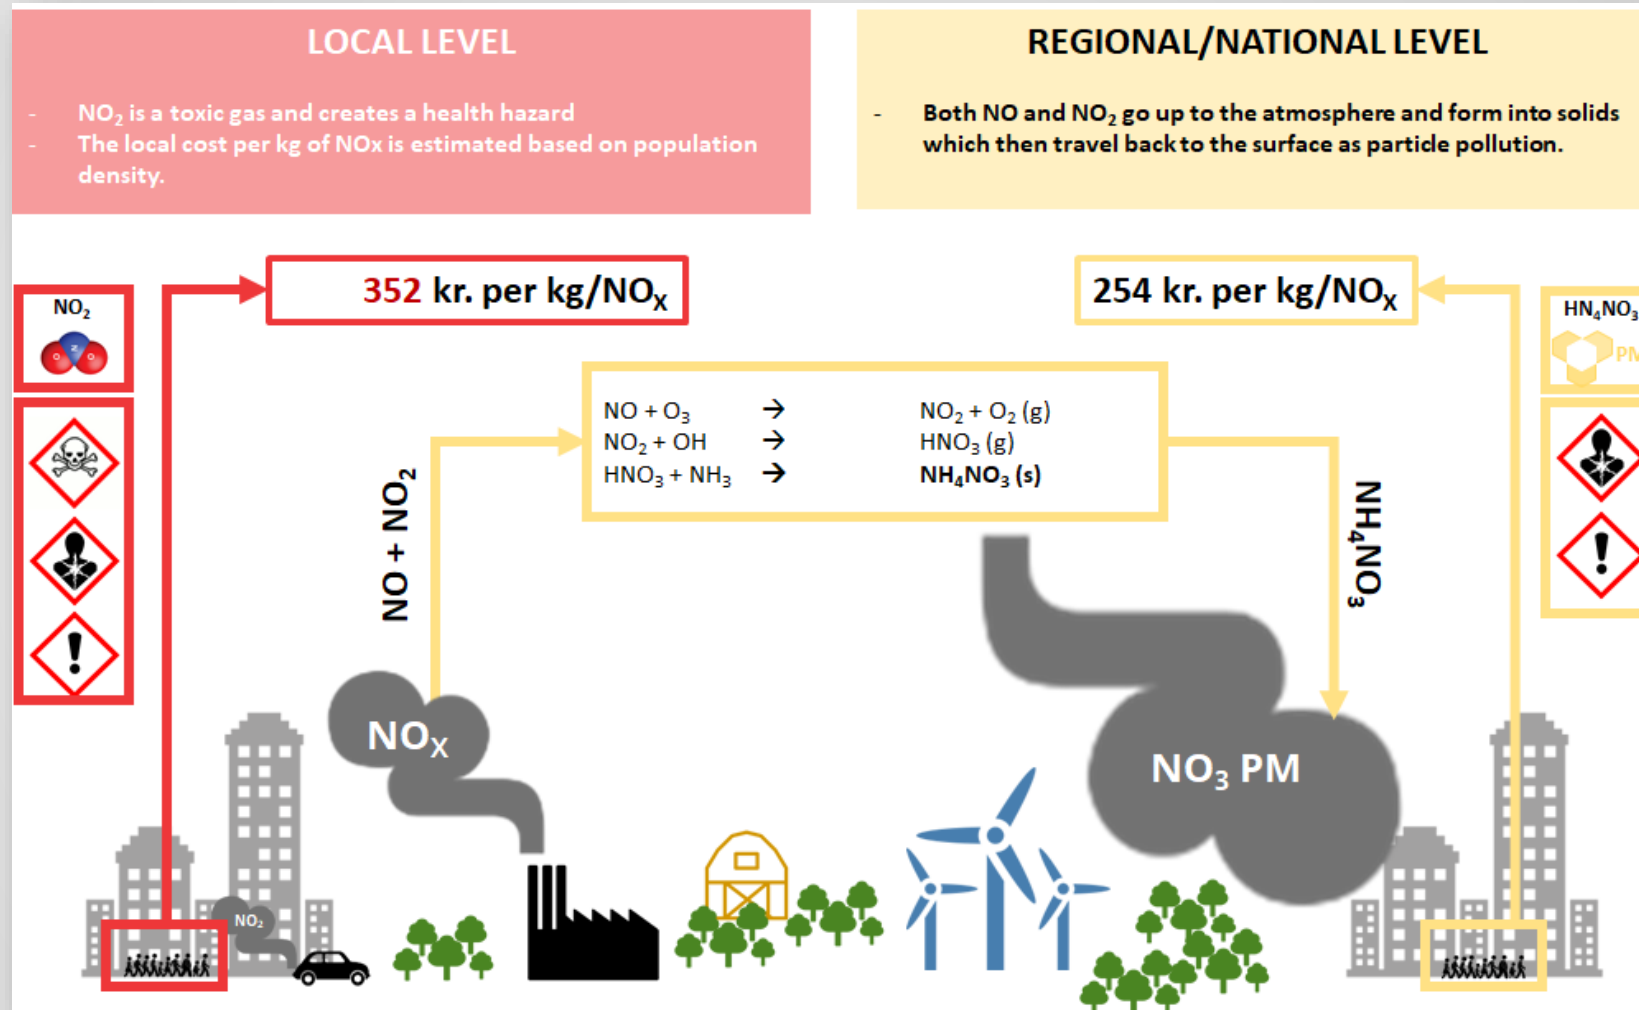 LOCAL LEVEL
- NO₂ is a toxic gas and creates a health hazard
- The local cost per kg of NOx is estimated based on population
density.
REGIONAL/NATIONAL LEVEL
- Both NO and NO₂ go up to the atmosphere and form into solids
which then travel back to the surface as particle pollution.
352 kr. per kg/NOₓ
254 kr. per kg/NOₓ
NO₂
O N O
HN₄NO₃
PM
NO + O₃ → NO₂ + O₂ (g)
NO₂ + OH → HNO₃ (g)
HNO₃ + NH₃ → NH₄NO₃ (s)
NO + NO₂
NH₄NO₃
NOₓ
NO₃ PM
NO₂